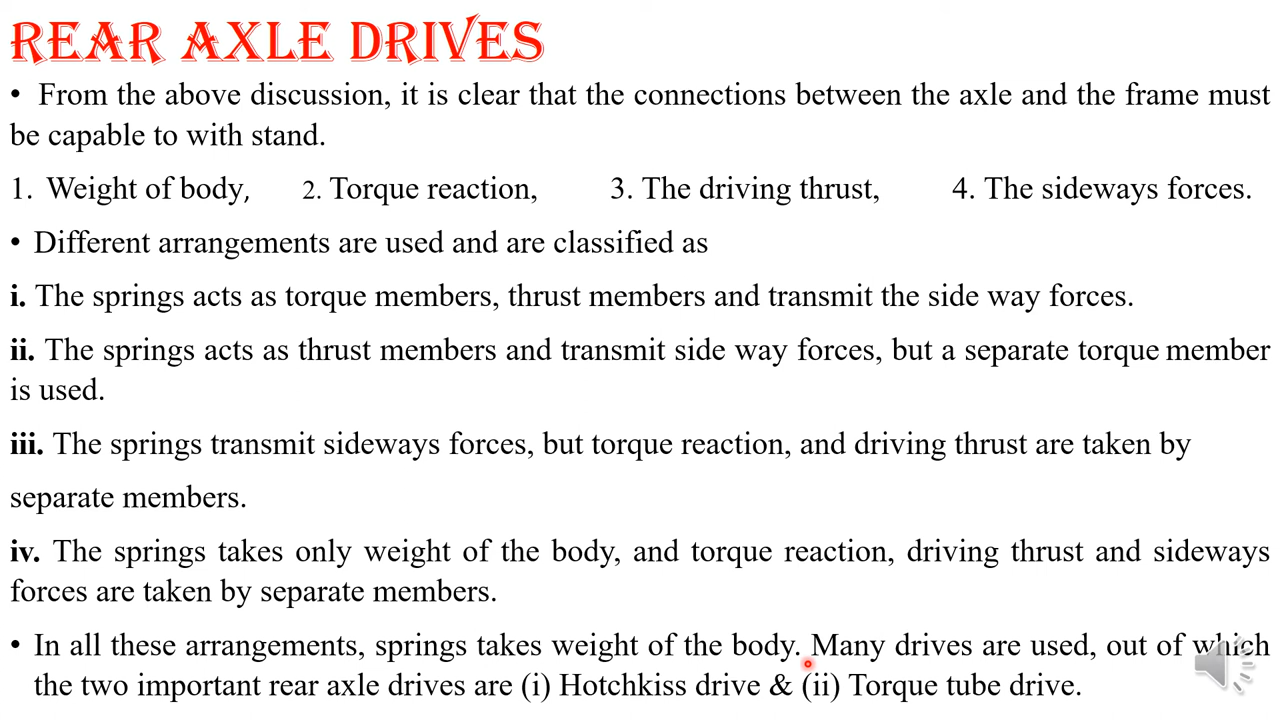 REAR AXLE DRIVES
• From the above discussion, it is clear that the connections between the axle and the frame must
be capable to with stand.
1. Weight of body, 2. Torque reaction, 3. The driving thrust, 4. The sideways forces.
• Different arrangements are used and are classified as
i. The springs acts as torque members, thrust members and transmit the side way forces.
ii. The springs acts as thrust members and transmit side way forces, but a separate torque member
is used.
iii. The springs transmit sideways forces, but torque reaction, and driving thrust are taken by
separate members.
iv. The springs takes only weight of the body, and torque reaction, driving thrust and sideways
forces are taken by separate members.
• In all these arrangements, springs takes weight of the body. Many drives are used, out of which
the two important rear axle drives are (i) Hotchkiss drive & (ii) Torque tube drive.